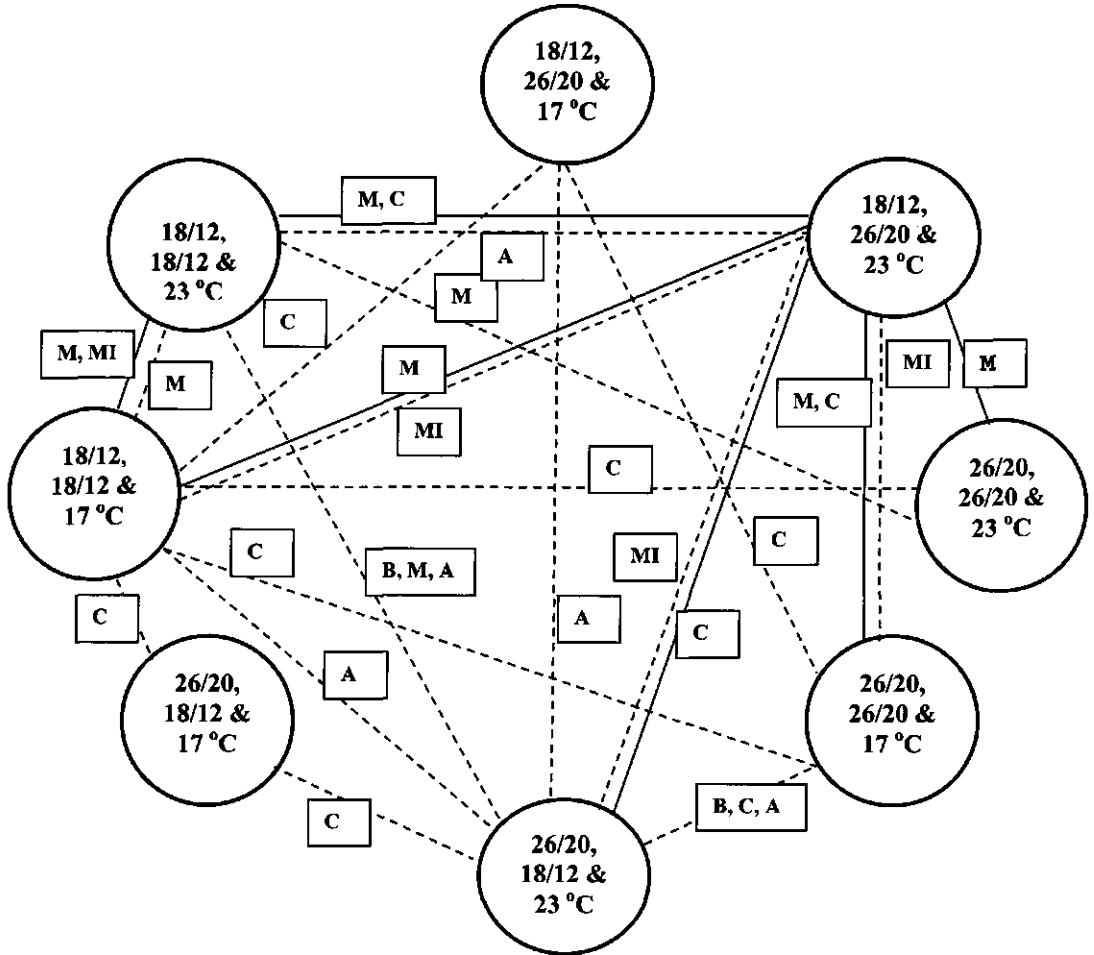 18/12,
26/20 &
17 °C
18/12,
18/12 &
23 °C
M, C
18/12,
26/20 &
23 °C
A
M
C
M, MI
M
M
MI
M, C
MI
M
18/12,
18/12 &
17 °C
C
26/20,
26/20 &
23 °C
C
B, M, A
MI
C
C
A
C
A
26/20,
18/12 &
17 °C
26/20,
26/20 &
17 °C
C
B, C, A
26/20,
18/12 &
23 °C